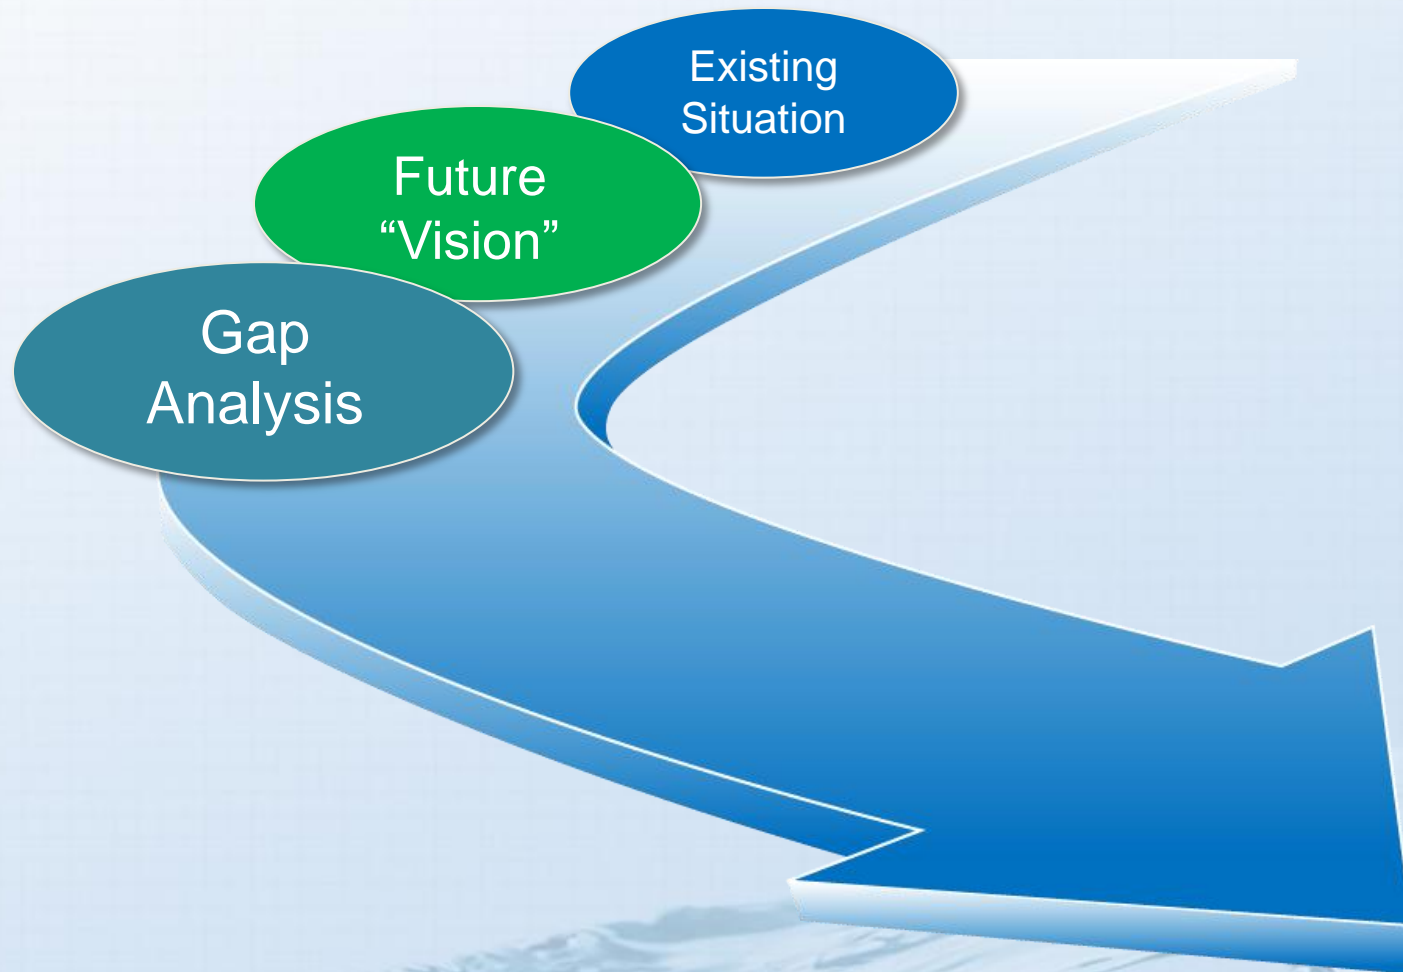 Existing
Situation
Future
“Vision”
Gap
Analysis